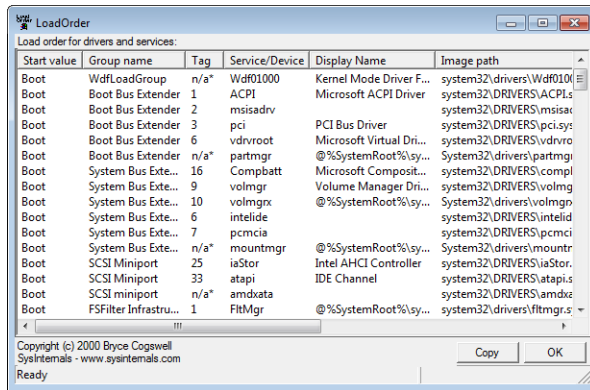 LoadOrder
Load order for drivers and services:
Start value Group name Tag Service/Device Display Name Image path
Boot WdfLoadGroup n/a* Wdf01000 Kernel Mode Driver F... system32\drivers\Wdf010(
Boot Boot Bus Extender 1 ACPI Microsoft ACPI Driver system32\DRIVERS\ACPI.s
Boot Boot Bus Extender 2 msisadrv system32\DRIVERS\msisac
Boot Boot Bus Extender 3 pci PCI Bus Driver system32\DRIVERS\pci.sys
Boot Boot Bus Extender 6 vdrvroot Microsoft Virtual Dri... system32\DRIVERS\vdrvro
Boot Boot Bus Extender n/a* partmgr @%SystemRoot%\sy... System32\drivers\partmgr
Boot System Bus Exte... 16 Compbatt Microsoft Composit... system32\DRIVERS\compl
Boot System Bus Exte... 9 volmgr Volume Manager Dri... system32\DRIVERS\volmg
Boot System Bus Exte... 10 volmgrx @%SystemRoot%\sy... System32\drivers\volmgrx
Boot System Bus Exte... 6 intelide system32\DRIVERS\intelid
Boot System Bus Exte... 7 pcmcia system32\DRIVERS\pcmci
Boot System Bus Exte... n/a* mountmgr @%SystemRoot%\sy... System32\drivers\mountr
Boot SCSI Miniport 25 iaStor Intel AHCI Controller system32\DRIVERS\iaStor.
Boot SCSI Miniport 33 atapi IDE Channel system32\DRIVERS\atapi.s
Boot SCSI miniport n/a* amdxata system32\DRIVERS\amdxa
Boot FSFilter Infrastru... 1 FltMgr @%SystemRoot%\sy... system32\drivers\fltmgr.s
Copyright (c) 2000 Bryce Cogswell
SysInternals - www.sysinternals.com
Copy OK
Ready